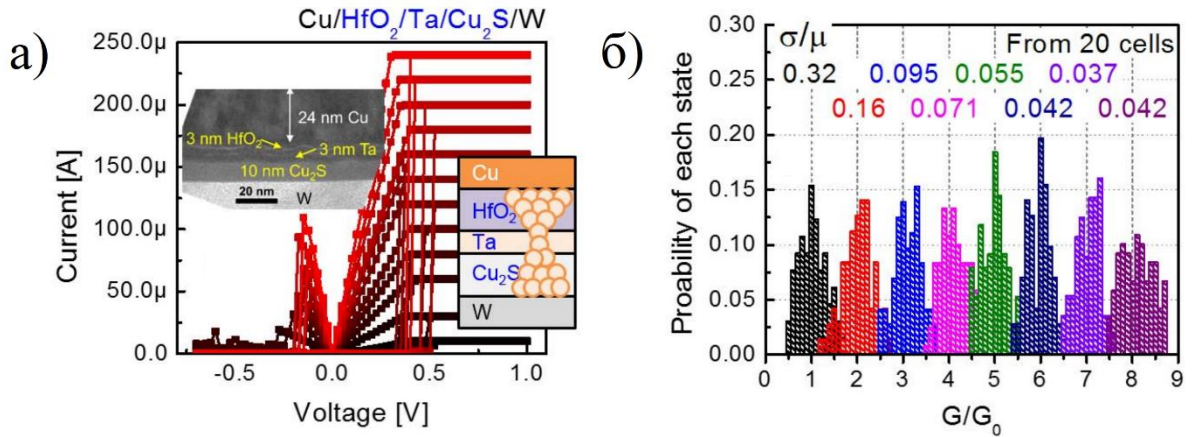 а)
Cu/HfO₂/Ta/Cu₂S/W
250.0µ
200.0µ
150.0µ
100.0µ
50.0µ
0.0
Current [A]
24 nm Cu
3 nm HfO₂
3 nm Ta
10 nm Cu₂S
20 nm
W
Cu
HfO₂
Ta
Cu₂S
W
-0.5
0.0
0.5
1.0
Voltage [V]
б)
0.30
0.25
0.20
0.15
0.10
0.05
0.00
Proability of each state
σ/µ
From 20 cells
0.32 0.095 0.055 0.037
0.16 0.071 0.042 0.042
0 1 2 3 4 5 6 7 8 9
G/G₀